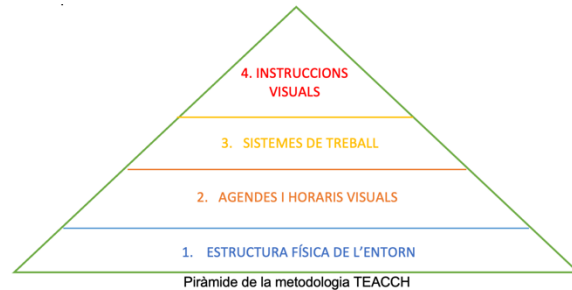 4. INSTRUCCIONS
VISUALS
3. SISTEMES DE TREBALL
2. AGENDES I HORARIS VISUALS
1. ESTRUCTURA FÍSICA DE L'ENTORN
Piràmide de la metodologia TEACCH